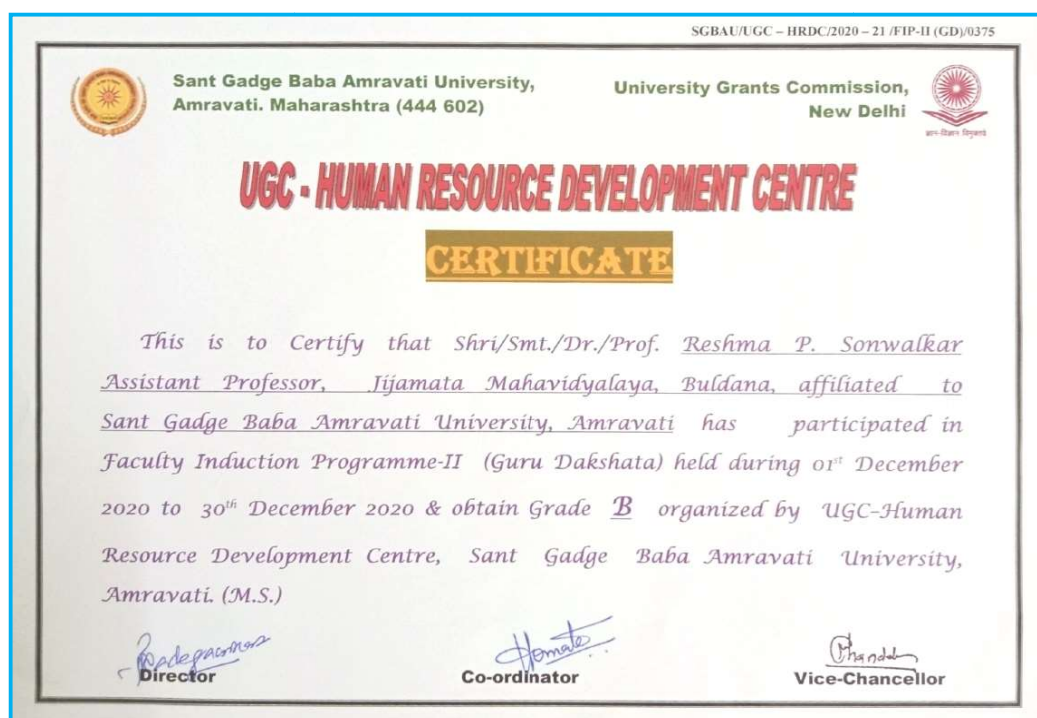 SGBAU/UGC – HRDC/2020 – 21 /FIP-II (GD)/0375
Sant Gadge Baba Amravati University,
Amravati. Maharashtra (444 602)
University Grants Commission,
New Delhi
ज्ञान-विज्ञान विमुक्तये
UGC - HUMAN RESOURCE DEVELOPMENT CENTRE
CERTIFICATE
This is to Certify that Shri/Smt./Dr./Prof. Reshma P. Sonwalkar
Assistant Professor, Jijamata Mahavidyalaya, Buldana, affiliated to
Sant Gadge Baba Amravati University, Amravati has participated in
Faculty Induction Programme-II (Guru Dakshata) held during 01st December
2020 to 30th December 2020 & obtain Grade B organized by UGC-Human
Resource Development Centre, Sant Gadge Baba Amravati University,
Amravati. (M.S.)
Director
Co-ordinator
Vice-Chancellor